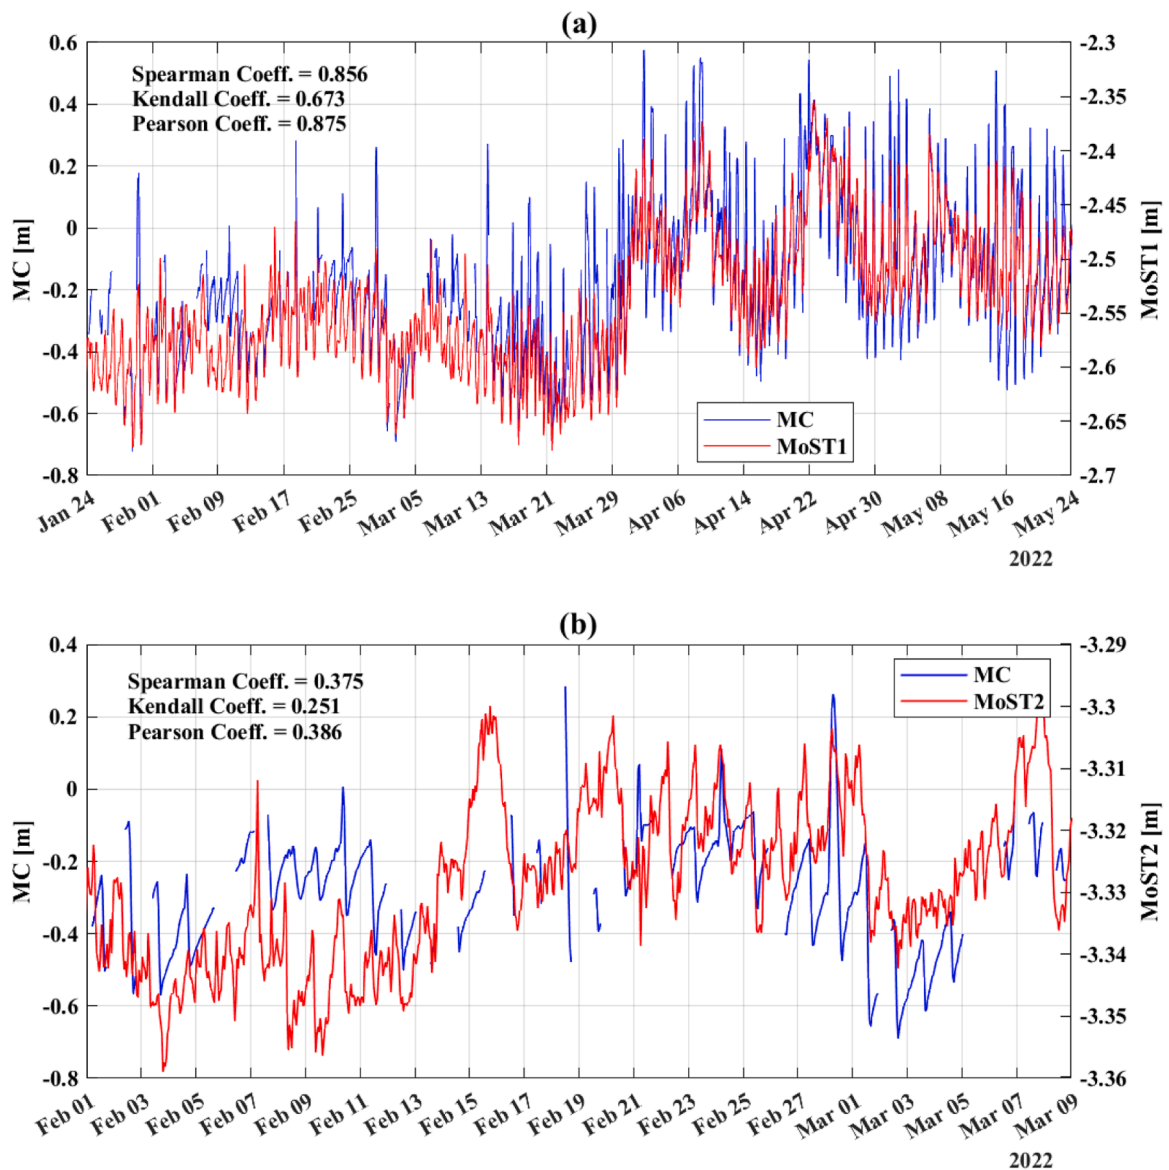 (a)
Spearman Coeff. = 0.856
Kendall Coeff. = 0.673
Pearson Coeff. = 0.875
0.6
0.4
0.2
0
-0.2
-0.4
-0.6
-0.8
MC [m]
-2.3
-2.35
-2.4
-2.45
-2.5
-2.55
-2.6
-2.65
-2.7
MoST1 [m]
MC
MoST1
Jan 24 Feb 01 Feb 09 Feb 17 Feb 25 Mar 05 Mar 13 Mar 21 Mar 29 Apr 06 Apr 14 Apr 22 Apr 30 May 08 May 16 May 24
2022
(b)
Spearman Coeff. = 0.375
Kendall Coeff. = 0.251
Pearson Coeff. = 0.386
0.4
0.2
0
-0.2
-0.4
-0.6
-0.8
MC [m]
-3.29
-3.3
-3.31
-3.32
-3.33
-3.34
-3.35
-3.36
MoST2 [m]
MC
MoST2
Feb 01 Feb 03 Feb 05 Feb 07 Feb 09 Feb 11 Feb 13 Feb 15 Feb 17 Feb 19 Feb 21 Feb 23 Feb 25 Feb 27 Mar 01 Mar 03 Mar 05 Mar 07 Mar 09
2022